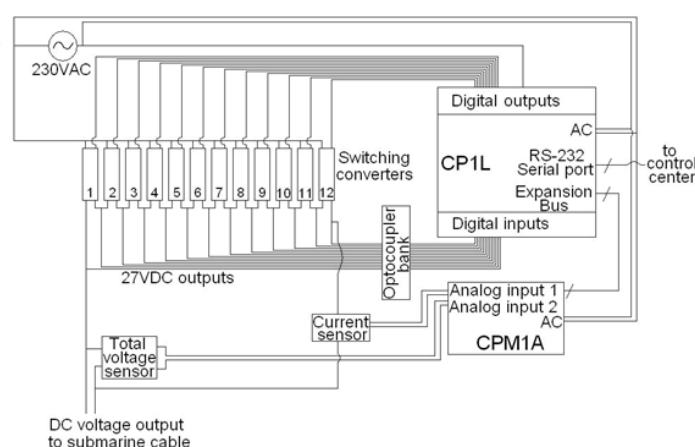 230VAC
Digital outputs
AC
CP1L
RS-232
Serial port
to
control
center
Expansion
Bus
Digital inputs
Switching
converters
1 2 3 4 5 6 7 8 9 10 11 12
27VDC outputs
Optocoupler
bank
Analog input 1
Analog input 2
AC
CPM1A
Current
sensor
Total
voltage
sensor
DC voltage output
to submarine cable